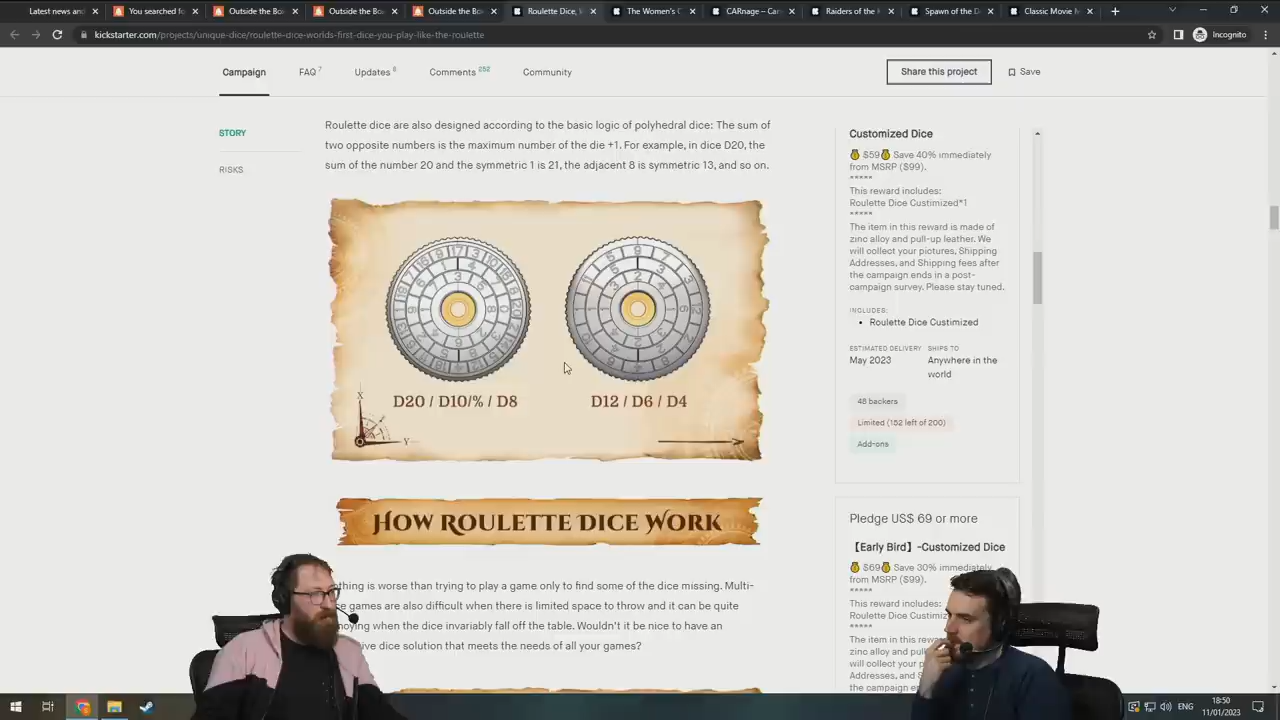 Latest news and
You searched fo
Outside the Bo
Outside the Bo
Outside the Bo
Roulette Dice,
The Women's C
CARnage – Car
Raiders of the
Spawn of the D
Classic Movie
kickstarter.com/projects/unique-dice/roulette-dice-worlds-first-dice-you-play-like-the-roulette
Incognito
Campaign
FAQ 7
Updates 6
Comments 252
Community
Share this project
Save
STORY
RISKS
Roulette dice are also designed according to the basic logic of polyhedral dice: The sum of
two opposite numbers is the maximum number of the die +1. For example, in dice D20, the
sum of the number 20 and the symmetric 1 is 21, the adjacent 8 is symmetric 13, and so on.
X
Y
D20 / D10/% / D8
D12 / D6 / D4
HOW ROULETTE DICE WORK
thing is worse than trying to play a game only to find some of the dice missing. Multi-
games are also difficult when there is limited space to throw and it can be quite
noying when the dice invariably fall off the table. Wouldn't it be nice to have an
ive dice solution that meets the needs of all your games?
Customized Dice
💰 $59💰 Save 40% immediately
from MSRP ($99).
*****
This reward includes:
Roulette Dice Custimized*1
*****
The item in this reward is made of
zinc alloy and pull-up leather. We
will collect your pictures, Shipping
Addresses, and Shipping fees after
the campaign ends in a post-
campaign survey. Please stay tuned.
INCLUDES:
• Roulette Dice Custimized
ESTIMATED DELIVERY
May 2023
SHIPS TO
Anywhere in the
world
48 backers
Limited (152 left of 200)
Add-ons
Pledge US$ 69 or more
【Early Bird】-Customized Dice
💰 $69💰 Save 30% immediately
from MSRP ($99).
*****
This reward includes:
Roulette Dice Custimiz
*****
The item in this rewar
zinc alloy and pull
will collect your p
Addresses, and S
the campaign en
ENG
18:50
11/01/2023